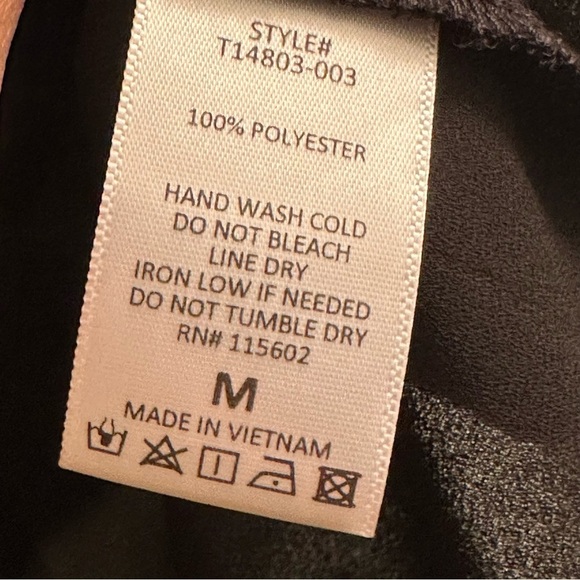 STYLE#
T14803-003
100% POLYESTER
HAND WASH COLD
DO NOT BLEACH
LINE DRY
IRON LOW IF NEEDED
DO NOT TUMBLE DRY
RN# 115602
M
MADE IN VIETNAM